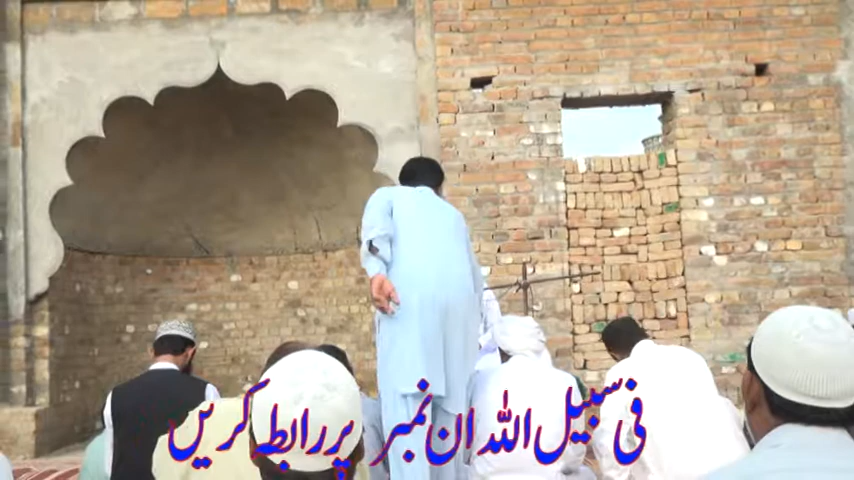 فی سبیل اللہ ان نمبر پر رابطہ کریں